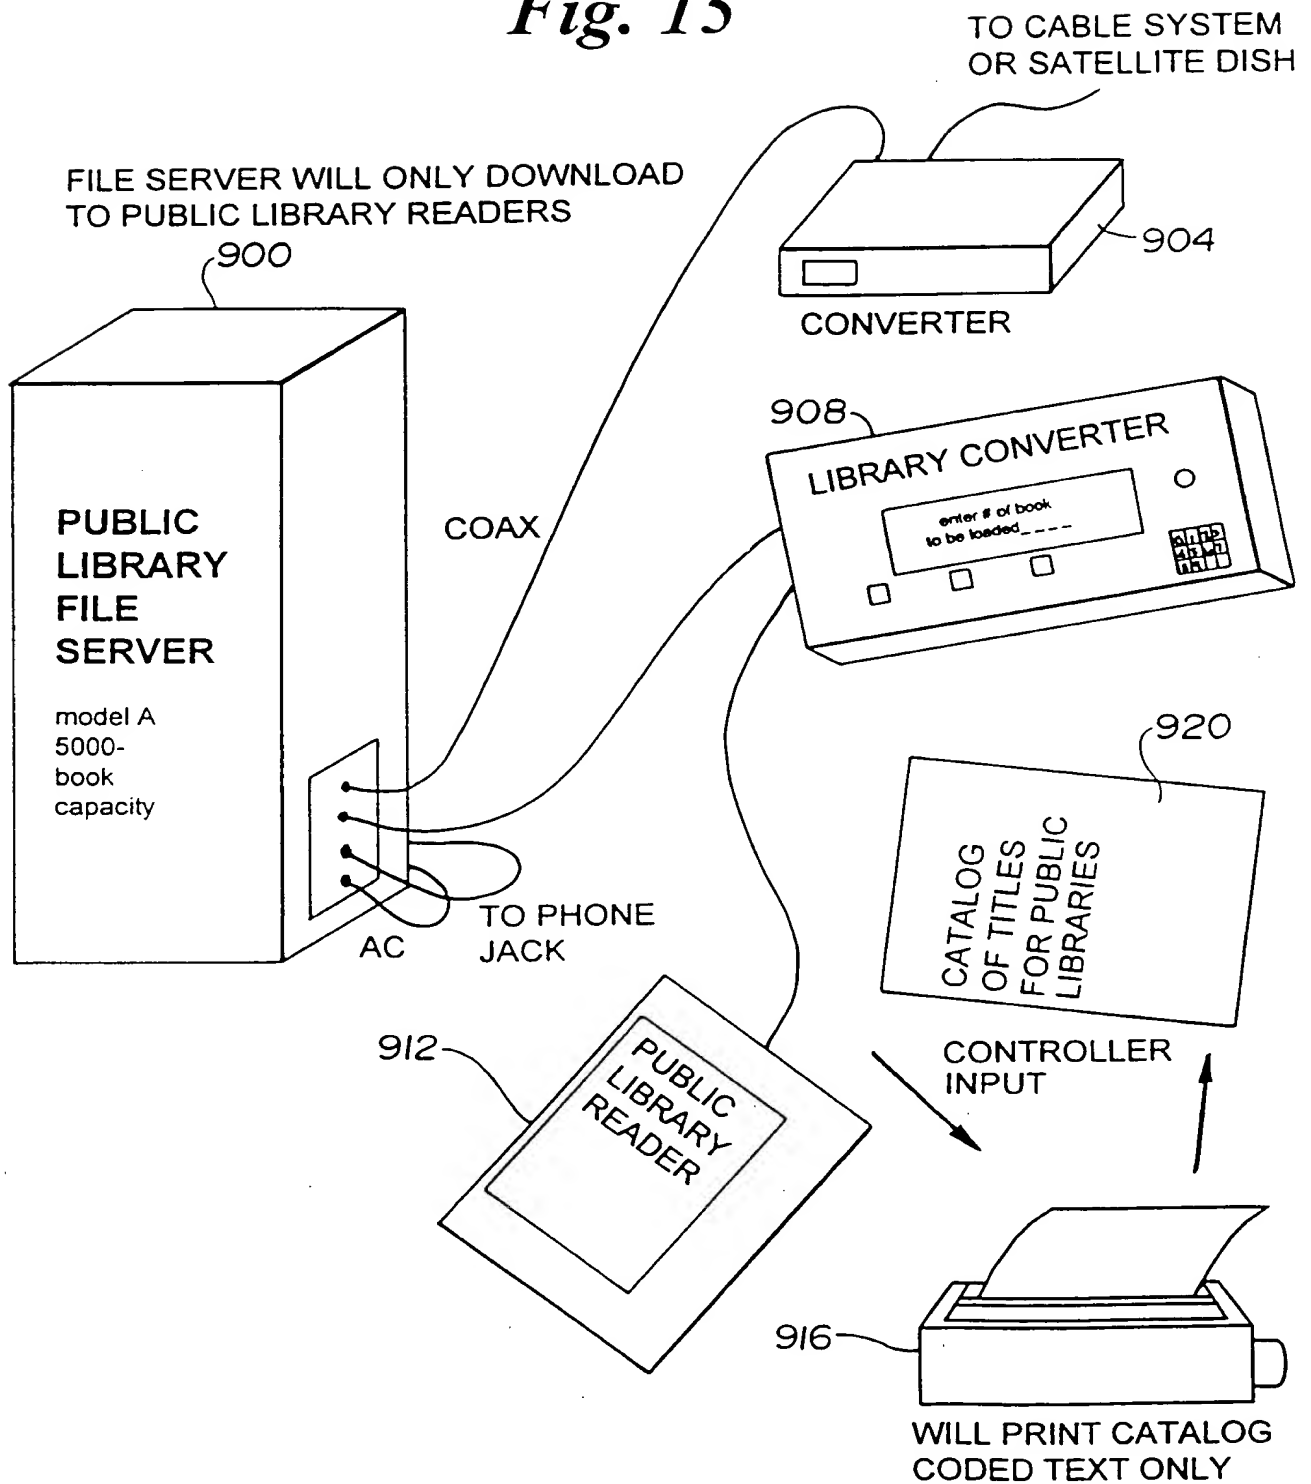 Fig. 15
TO CABLE SYSTEM
OR SATELLITE DISH
FILE SERVER WILL ONLY DOWNLOAD
TO PUBLIC LIBRARY READERS
900
904
CONVERTER
908
LIBRARY CONVERTER
enter # of book
to be loaded_ _ _ _
PUBLIC
LIBRARY
FILE
SERVER
model A
5000-
book
capacity
COAX
AC
TO PHONE
JACK
920
CATALOG
OF TITLES
FOR PUBLIC
LIBRARIES
912
PUBLIC
LIBRARY
READER
CONTROLLER
INPUT
916
WILL PRINT CATALOG
CODED TEXT ONLY